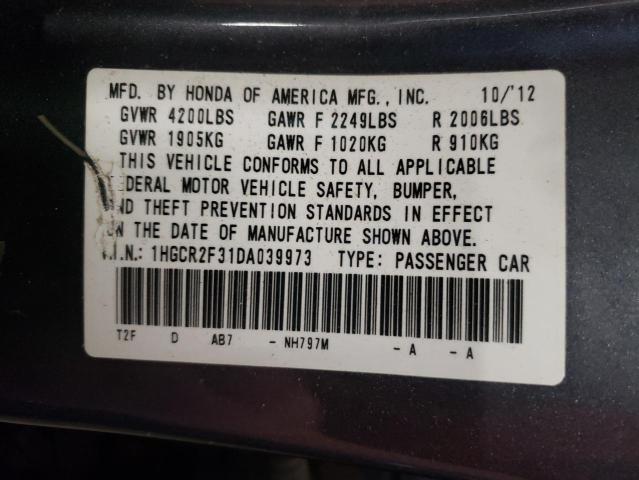 MFD. BY HONDA OF AMERICA MFG., INC. 10/'12
GVWR 4200LBS GAWR F 2249LBS R 2006LBS
GVWR 1905KG GAWR F 1020KG R 910KG
THIS VEHICLE CONFORMS TO ALL APPLICABLE
EDERAL MOTOR VEHICLE SAFETY, BUMPER,
ND THEFT PREVENTION STANDARDS IN EFFECT
ON THE DATE OF MANUFACTURE SHOWN ABOVE.
V.I.N.: 1HGCR2F31DA039973 TYPE: PASSENGER CAR
T2F D AB7 - NH797M - A - A